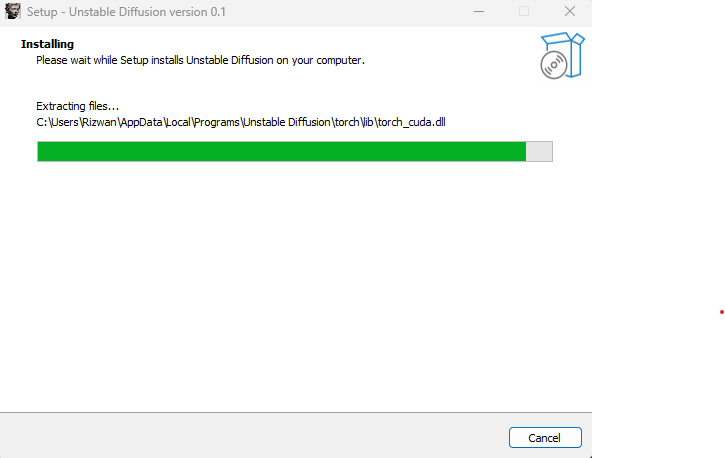 Setup - Unstable Diffusion version 0.1
Installing
Please wait while Setup installs Unstable Diffusion on your computer.
Extracting files...
C:\Users\Rizwan\AppData\Local\Programs\Unstable Diffusion\torch\lib\torch_cuda.dll
Cancel